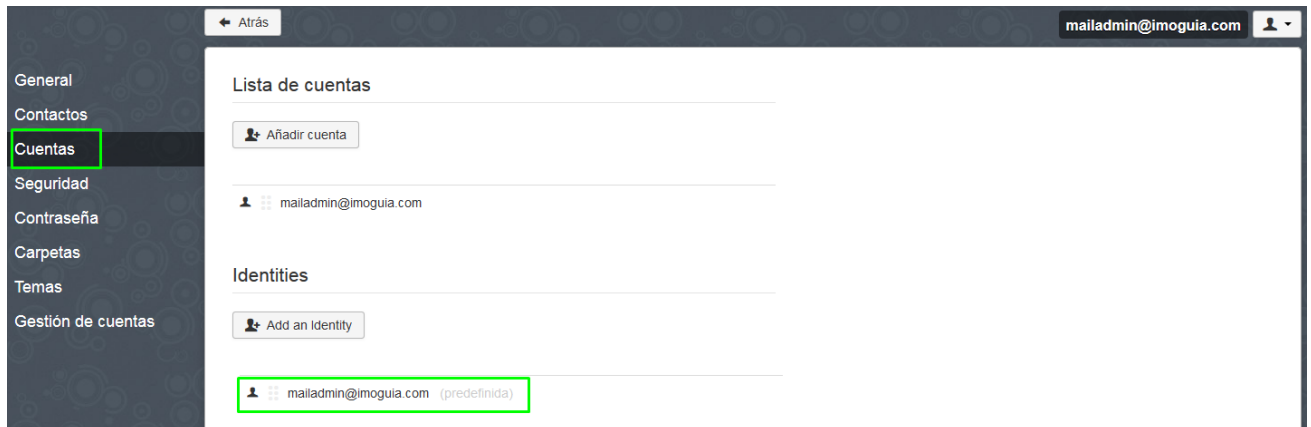 Atrás
mailadmin@imoguia.com
General
Contactos
Cuentas
Seguridad
Contraseña
Carpetas
Temas
Gestión de cuentas
Lista de cuentas
Añadir cuenta
mailadmin@imoguia.com
Identities
Add an Identity
mailadmin@imoguia.com (predefinida)